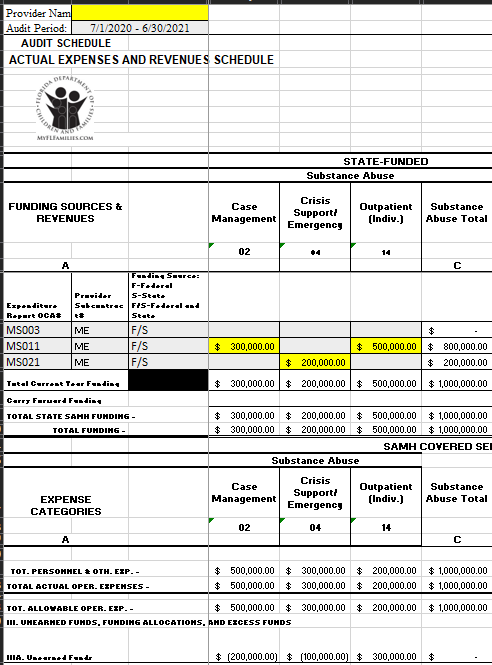 Provider Nam
Audit Period: 7/1/2020 - 6/30/2021
AUDIT SCHEDULE
ACTUAL EXPENSES AND REVENUES SCHEDULE
FLORIDA DEPARTMENT OF CHILDREN AND FAMILIES
MYFLFAMILIES.COM
STATE-FUNDED
Substance Abuse
FUNDING SOURCES & REVENUES
Case Management
Crisis Support/ Emergency
Outpatient (Indiv.)
Substance Abuse Total
02 04 14
A C
Expenditure Report OCA#
Provider Subcontrac t#
Funding Source: F-Federal S-State F/S-Federal and State
MS003 ME F/S $ -
MS011 ME F/S $ 300,000.00 $ 500,000.00 $ 800,000.00
MS021 ME F/S $ 200,000.00 $ 200,000.00
Total Current Year Funding $ 300,000.00 $ 200,000.00 $ 500,000.00 $ 1,000,000.00
Carry Forward Funding
TOTAL STATE SAMH FUNDING - $ 300,000.00 $ 200,000.00 $ 500,000.00 $ 1,000,000.00
TOTAL FUNDING - $ 300,000.00 $ 200,000.00 $ 500,000.00 $ 1,000,000.00
SAMH COVERED SE
Substance Abuse
EXPENSE CATEGORIES
Case Management
Crisis Support/ Emergency
Outpatient (Indiv.)
Substance Abuse Total
02 04 14
A C
TOT. PERSONNEL & OTH. EXP. - $ 500,000.00 $ 300,000.00 $ 200,000.00 $ 1,000,000.00
TOTAL ACTUAL OPER. EXPENSES - $ 500,000.00 $ 300,000.00 $ 200,000.00 $ 1,000,000.00
TOT. ALLOWABLE OPER. EXP. - $ 500,000.00 $ 300,000.00 $ 200,000.00 $ 1,000,000.00
III. UNEARNED FUNDS, FUNDING ALLOCATIONS, AND EXCESS FUNDS
IIIA. Unearned Funds $ (200,000.00) $ (100,000.00) $ 300,000.00 $ -